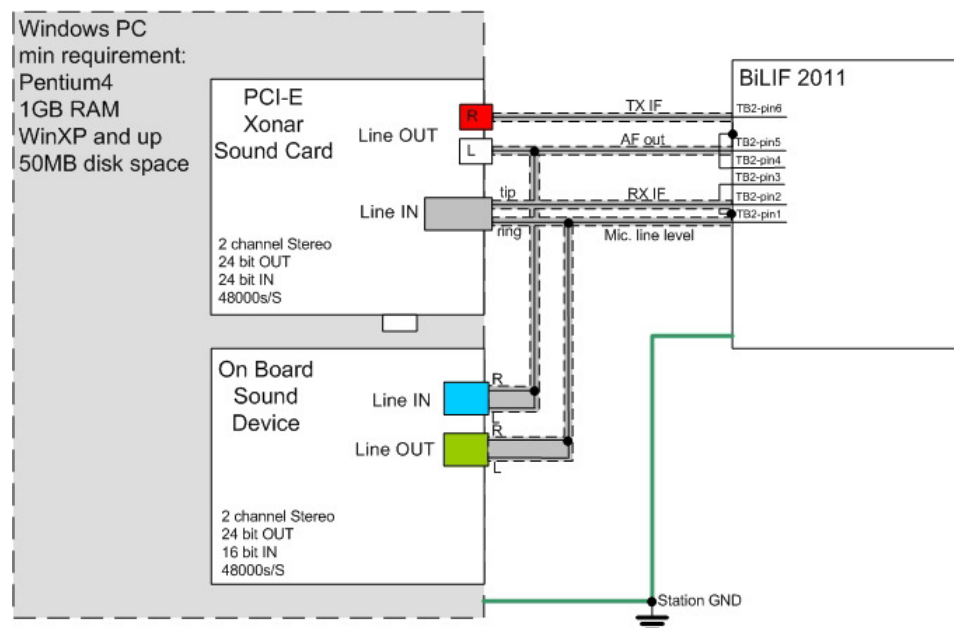 Windows PC
min requirement:
Pentium4
1GB RAM
WinXP and up
50MB disk space
PCI-E
Xonar
Sound Card
Line OUT
R
L
Line IN
tip
ring
2 channel Stereo
24 bit OUT
24 bit IN
48000s/S
TX IF
AF out
RX IF
Mic. line level
BiLIF 2011
TB2-pin6
TB2-pin5
TB2-pin4
TB2-pin3
TB2-pin2
TB2-pin1
On Board
Sound
Device
Line IN
R
L
Line OUT
R
L
2 channel Stereo
24 bit OUT
16 bit IN
48000s/S
Station GND